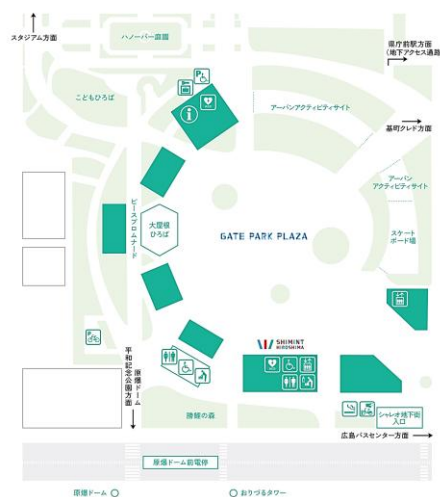 スタジアム方面
ハノーバー庭園
県庁前駅方面
(地下アクセス通路)
こどもひろば
アーバンアクティビティサイト
基町クレド方面
アーバン
アクティビティサイト
ピースプロムナード
大屋根
ひろば
GATE PARK PLAZA
スケート
ボード場
SHIMINT
HIROSHIMA
原爆ドーム
平和記念公園方面
シャレオ地下街
入口
広島バスセンター方面
原爆ドーム前電停
原爆ドーム
おりづるタワー